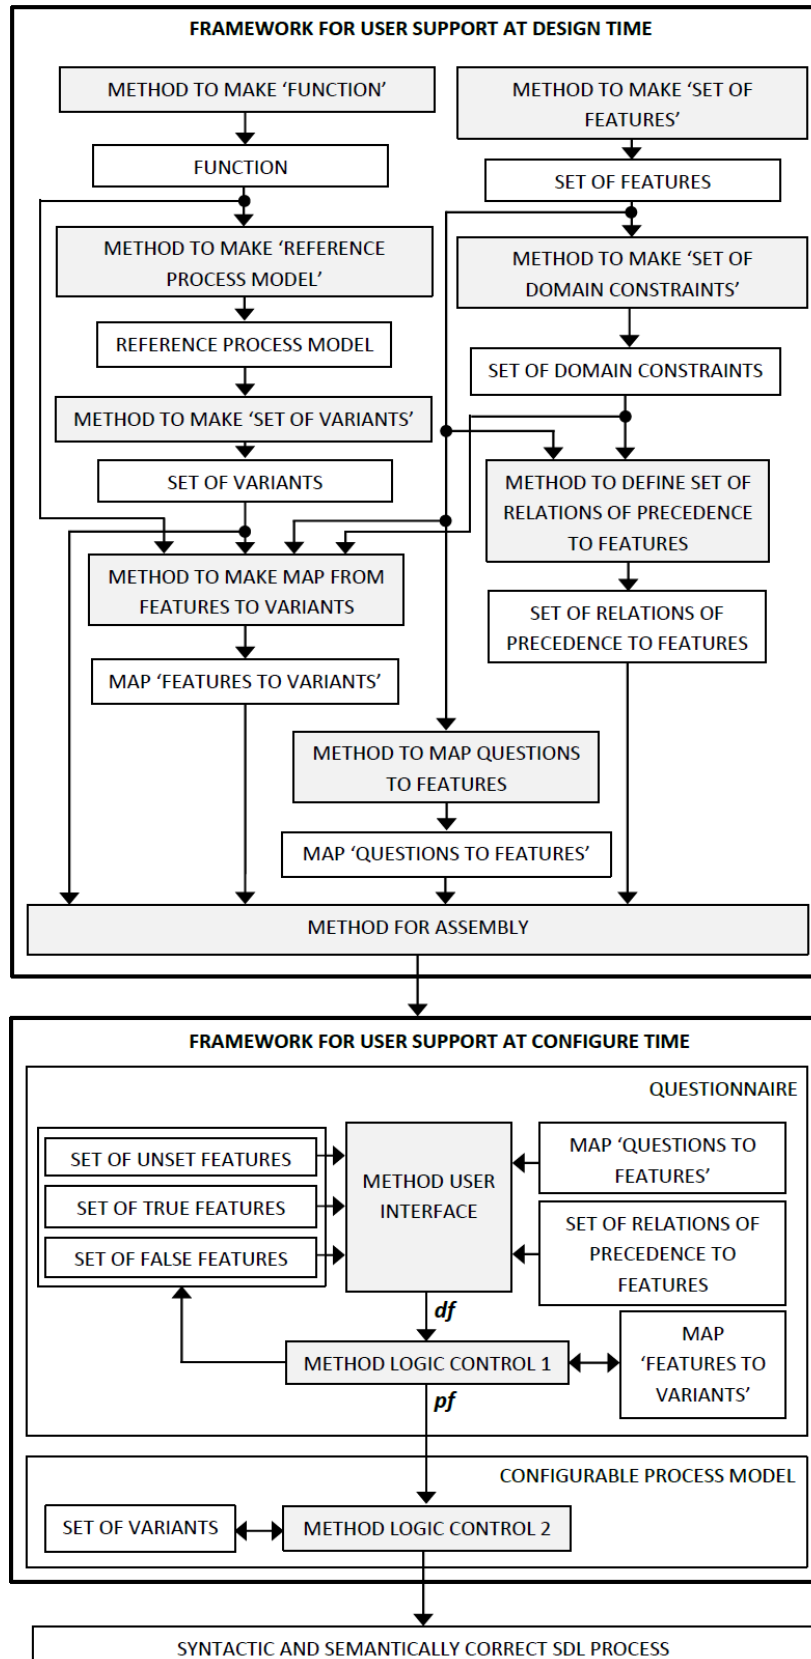 FRAMEWORK FOR USER SUPPORT AT DESIGN TIME
METHOD TO MAKE ‘FUNCTION’
FUNCTION
METHOD TO MAKE ‘REFERENCE
PROCESS MODEL’
REFERENCE PROCESS MODEL
METHOD TO MAKE ‘SET OF VARIANTS’
SET OF VARIANTS
METHOD TO MAKE MAP FROM
FEATURES TO VARIANTS
MAP ‘FEATURES TO VARIANTS’
METHOD TO MAKE ‘SET OF
FEATURES’
SET OF FEATURES
METHOD TO MAKE ‘SET OF
DOMAIN CONSTRAINTS’
SET OF DOMAIN CONSTRAINTS
METHOD TO DEFINE SET OF
RELATIONS OF PRECEDENCE
TO FEATURES
SET OF RELATIONS OF
PRECEDENCE TO FEATURES
METHOD TO MAP QUESTIONS
TO FEATURES
MAP ‘QUESTIONS TO FEATURES’
METHOD FOR ASSEMBLY
FRAMEWORK FOR USER SUPPORT AT CONFIGURE TIME
QUESTIONNAIRE
SET OF UNSET FEATURES
SET OF TRUE FEATURES
SET OF FALSE FEATURES
METHOD USER
INTERFACE
MAP ‘QUESTIONS TO
FEATURES’
SET OF RELATIONS OF
PRECEDENCE TO
FEATURES
df
METHOD LOGIC CONTROL 1
MAP
‘FEATURES TO
VARIANTS’
pf
CONFIGURABLE PROCESS MODEL
SET OF VARIANTS
METHOD LOGIC CONTROL 2
SYNTACTIC AND SEMANTICALLY CORRECT SDL PROCESS